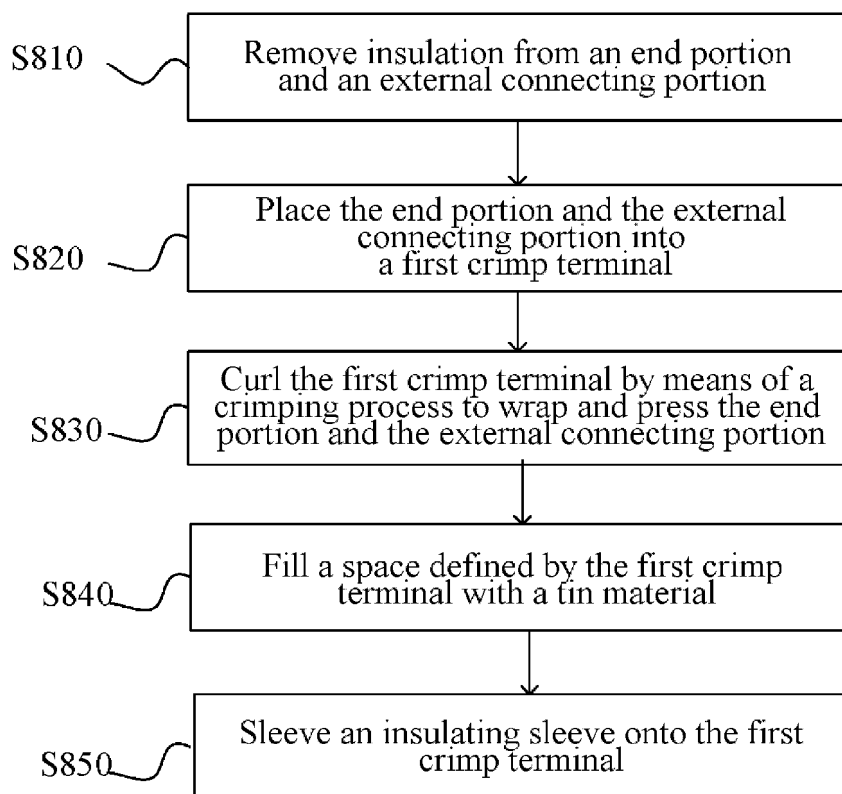 S810
Remove insulation from an end portion
and an external connecting portion
S820
Place the end portion and the external
connecting portion into
a first crimp terminal
S830
Curl the first crimp terminal by means of a
crimping process to wrap and press the end
portion and the external connecting portion
S840
Fill a space defined by the first crimp
terminal with a tin material
S850
Sleeve an insulating sleeve onto the first
crimp terminal